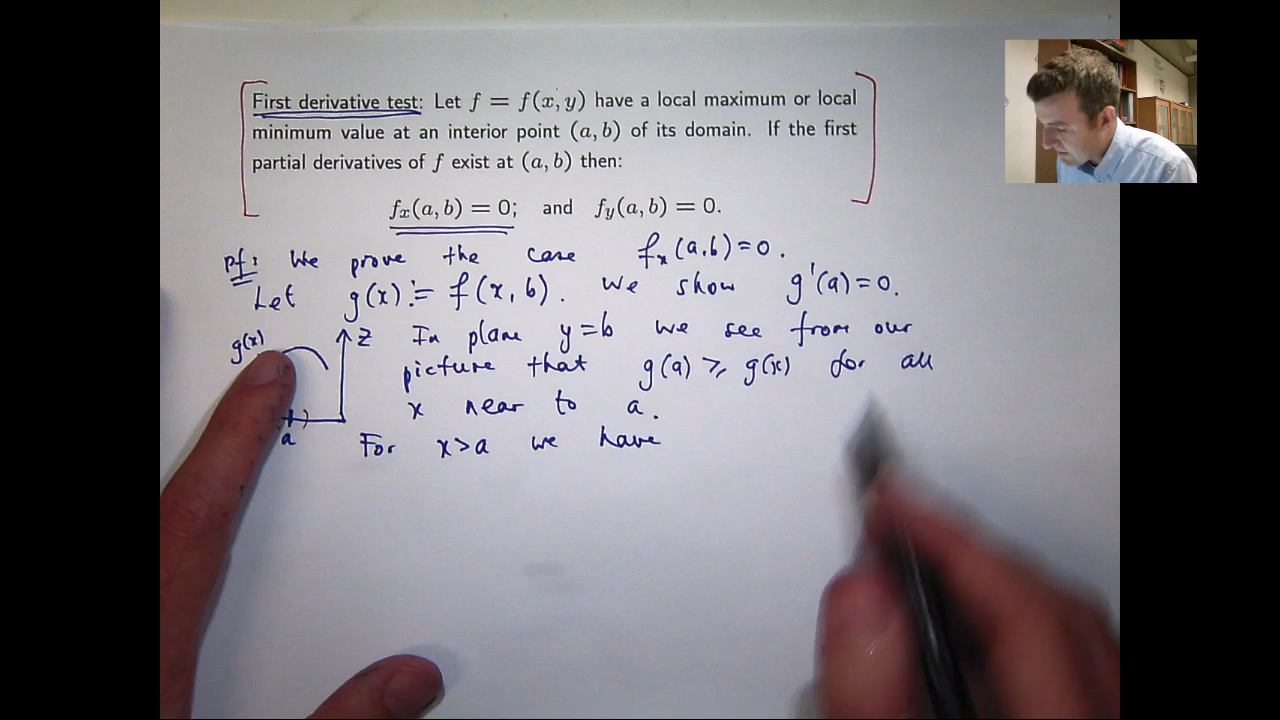 First derivative test: Let f = f(x, y) have a local maximum or local
minimum value at an interior point (a, b) of its domain. If the first
partial derivatives of f exist at (a, b) then:
fx(a, b) = 0; and fy(a, b) = 0.
pf: We prove the case fx(a,b)=0.
Let g(x) := f(x, b). We show g'(a)=0.
g(x)
z
a
In plane y=b we see from our
picture that g(a) ⩾ g(x) for all
x near to a.
For x>a we have